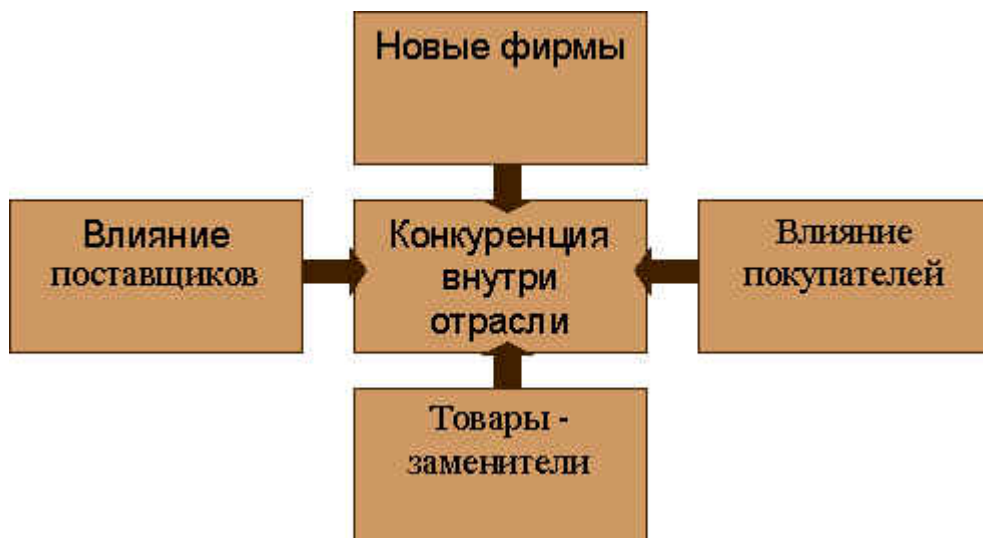 Новые фирмы
Влияние
поставщиков
Конкуренция
внутри
отрасли
Влияние
покупателей
Товары -
заменители